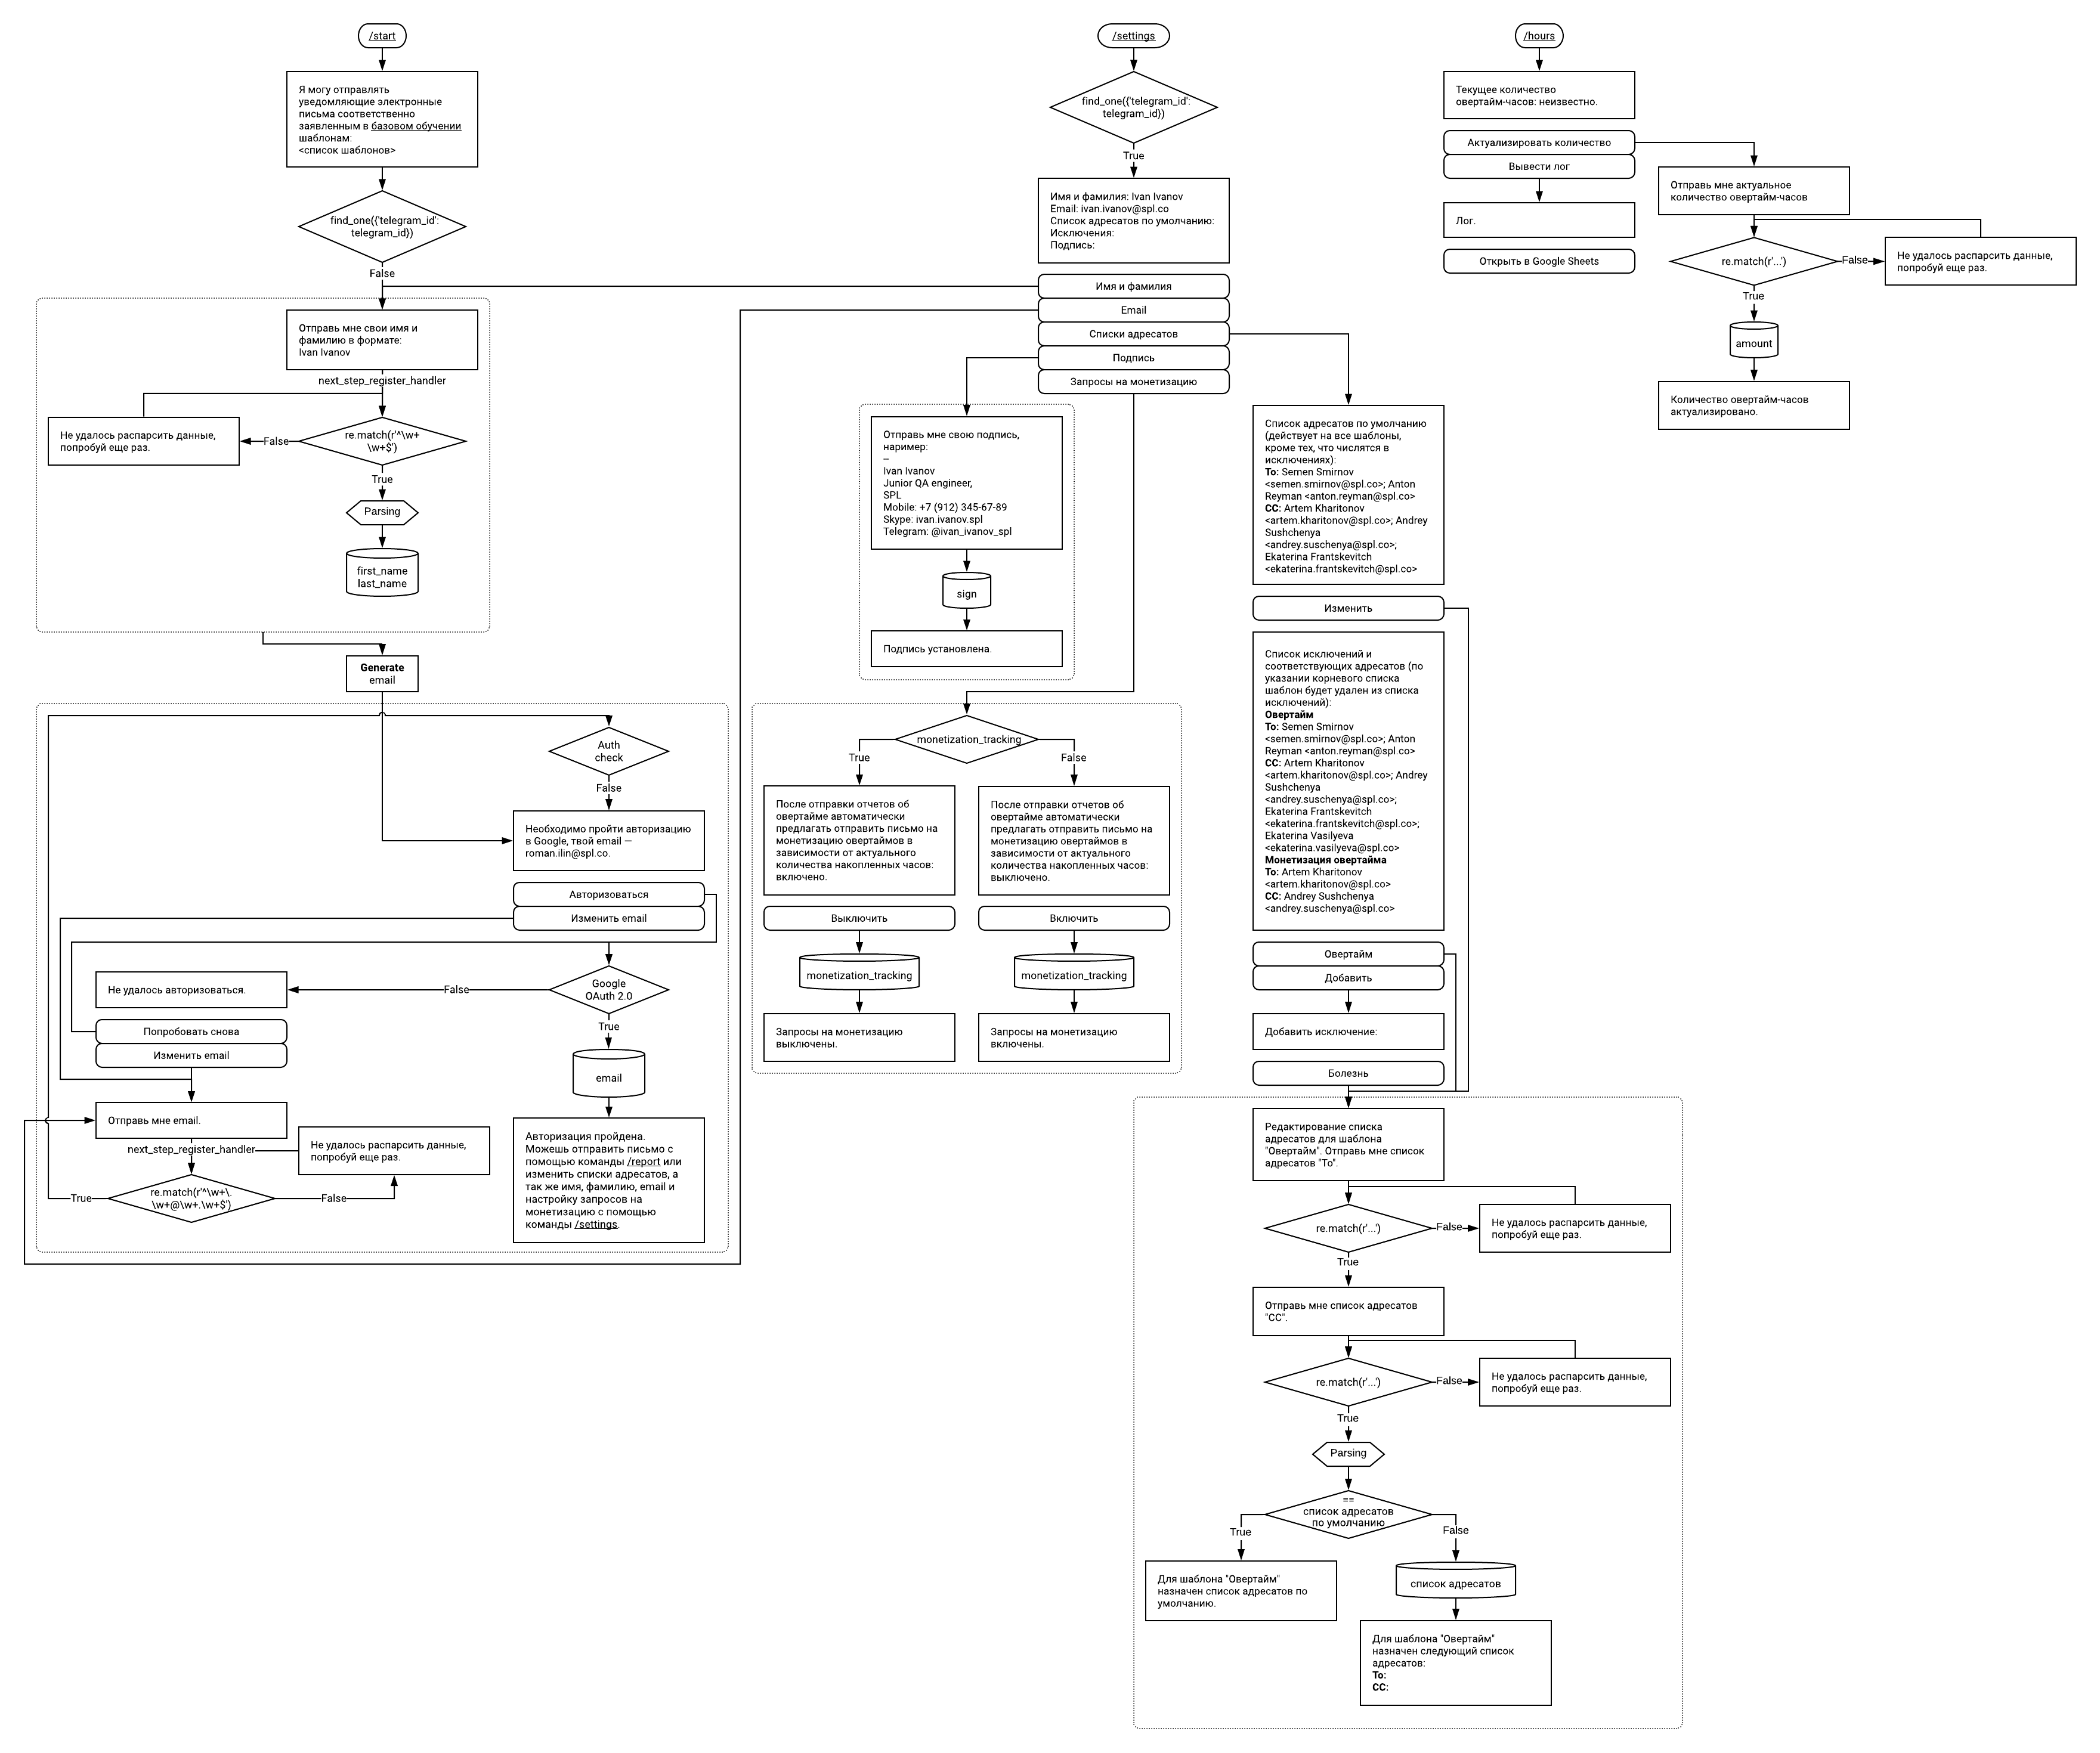 /start
Я могу отправлять
уведомляющие электронные
письма соответственно
заявленным в базовом обучении
шаблонам:
<список шаблонов>
find_one({'telegram_id':
telegram_id})
False
Отправь мне свои имя и
фамилию в формате:
Ivan Ivanov
next_step_register_handler
Не удалось распарсить данные,
попробуй еще раз.
False
re.match(r'^\w+
\w+$')
True
Parsing
first_name
last_name
Generate
email
Auth
check
False
Необходимо пройти авторизацию
в Google, твой email —
roman.ilin@spl.co.
Авторизоваться
Изменить email
Google
OAuth 2.0
False
Не удалось авторизоваться.
Попробовать снова
Изменить email
True
email
Отправь мне email.
next_step_register_handler
Не удалось распарсить данные,
попробуй еще раз.
re.match(r'^\w+\.
\w+@\w+.\w+$')
True
False
Авторизация пройдена.
Можешь отправить письмо с
помощью команды /report или
изменить списки адресатов, а
так же имя, фамилию, email и
настройку запросов на
монетизацию с помощью
команды /settings.
/settings
find_one({'telegram_id':
telegram_id})
True
Имя и фамилия: Ivan Ivanov
Email: ivan.ivanov@spl.co
Список адресатов по умолчанию:
Исключения:
Подпись:
Имя и фамилия
Email
Списки адресатов
Подпись
Запросы на монетизацию
Отправь мне свою подпись,
наример:
--
Ivan Ivanov
Junior QA engineer,
SPL
Mobile: +7 (912) 345-67-89
Skype: ivan.ivanov.spl
Telegram: @ivan_ivanov_spl
sign
Подпись установлена.
monetization_tracking
True
False
После отправки отчетов об
овертайме автоматически
предлагать отправить письмо на
монетизацию овертаймов в
зависимости от актуального
количества накопленных часов:
включено.
Выключить
monetization_tracking
Запросы на монетизацию
выключены.
После отправки отчетов об
овертайме автоматически
предлагать отправить письмо на
монетизацию овертаймов в
зависимости от актуального
количества накопленных часов:
выключено.
Включить
monetization_tracking
Запросы на монетизацию
включены.
Список адресатов по умолчанию
(действует на все шаблоны,
кроме тех, что числятся в
исключениях):
To: Semen Smirnov
<semen.smirnov@spl.co>; Anton
Reyman <anton.reyman@spl.co>
CC: Artem Kharitonov
<artem.kharitonov@spl.co>; Andrey
Sushchenya
<andrey.suschenya@spl.co>;
Ekaterina Frantskevitch
<ekaterina.frantskevitch@spl.co>
Изменить
Список исключений и
соответствующих адресатов (по
указании корневого списка
шаблон будет удален из списка
исключений):
Овертайм
To: Semen Smirnov
<semen.smirnov@spl.co>; Anton
Reyman <anton.reyman@spl.co>
CC: Artem Kharitonov
<artem.kharitonov@spl.co>; Andrey
Sushchenya
<andrey.suschenya@spl.co>;
Ekaterina Frantskevitch
<ekaterina.frantskevitch@spl.co>;
Ekaterina Vasilyeva
<ekaterina.vasilyeva@spl.co>
Монетизация овертайма
To: Artem Kharitonov
<artem.kharitonov@spl.co>
CC: Andrey Sushchenya
<andrey.suschenya@spl.co>
Овертайм
Добавить
Добавить исключение:
Болезнь
Редактирование списка
адресатов для шаблона
"Овертайм". Отправь мне список
адресатов "To".
re.match(r'...')
False
Не удалось распарсить данные,
попробуй еще раз.
True
Отправь мне список адресатов
"CC".
re.match(r'...')
False
Не удалось распарсить данные,
попробуй еще раз.
True
Parsing
==
список адресатов
по умолчанию
True
False
Для шаблона "Овертайм"
назначен список адресатов по
умолчанию.
список адресатов
Для шаблона "Овертайм"
назначен следующий список
адресатов:
To:
CC:
/hours
Текущее количество
овертайм-часов: неизвестно.
Актуализировать количество
Вывести лог
Лог.
Открыть в Google Sheets
Отправь мне актуальное
количество овертайм-часов
re.match(r'...')
False
Не удалось распарсить данные,
попробуй еще раз.
True
amount
Количество овертайм-часов
актуализировано.